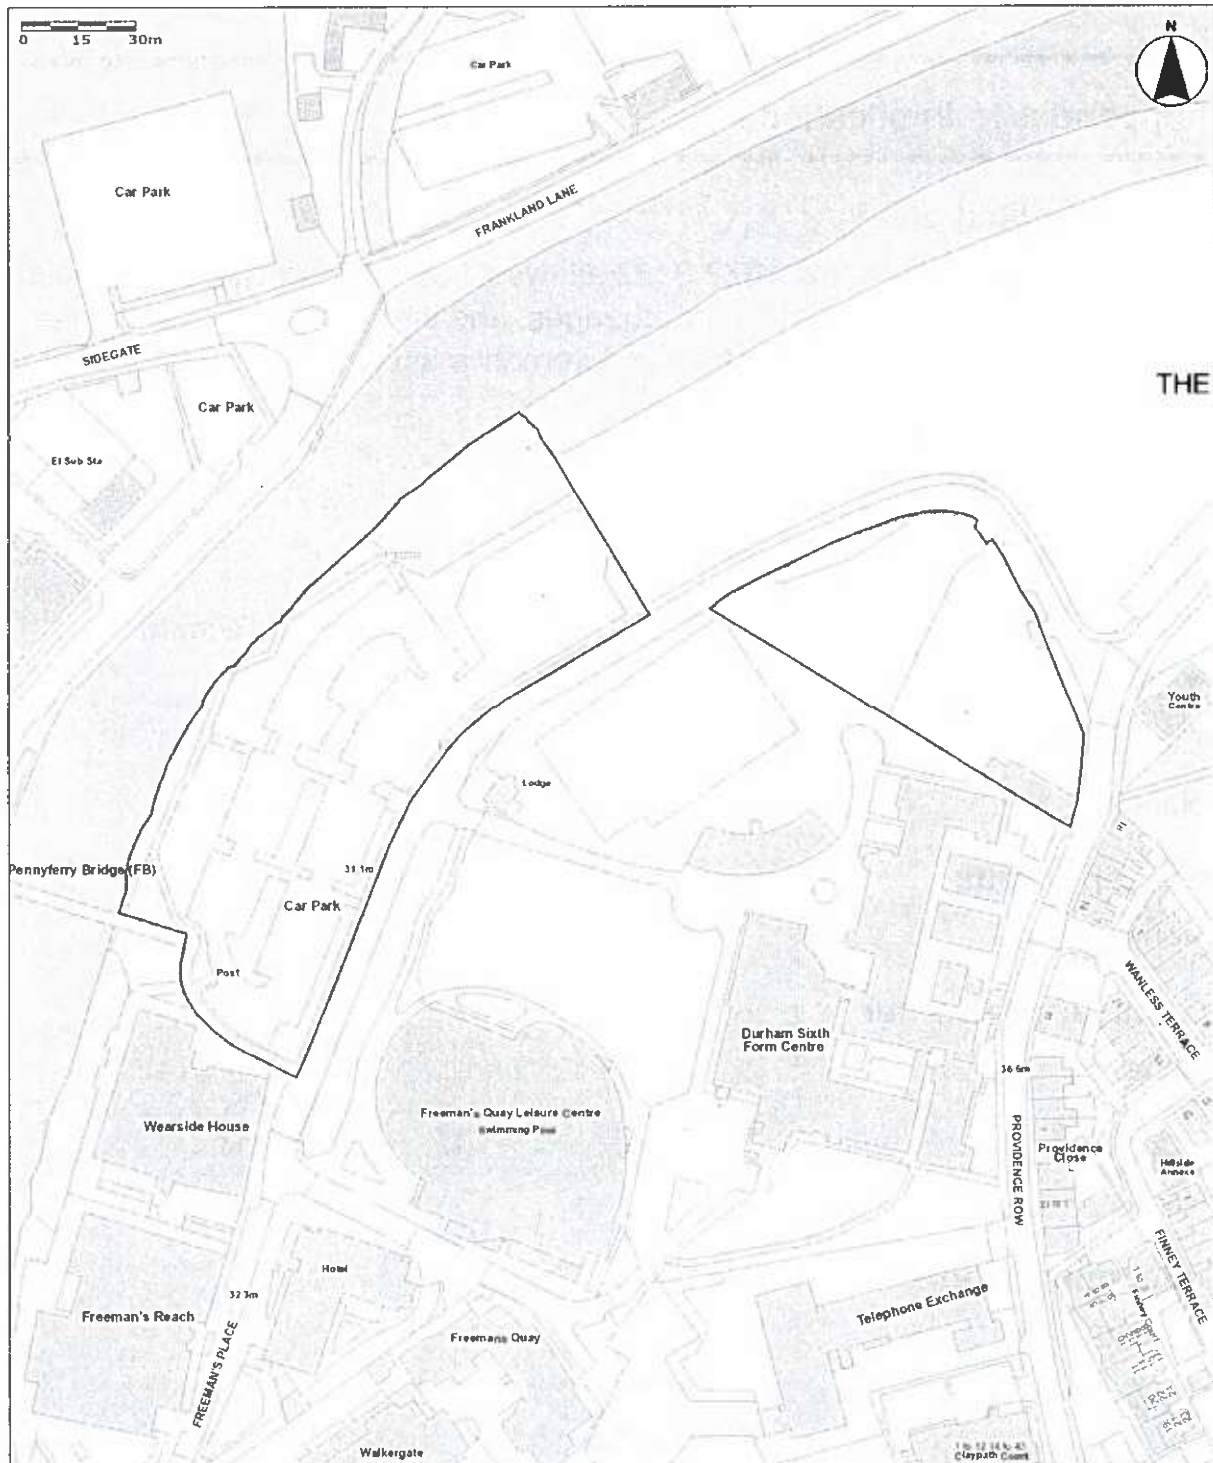 0 15 30m
N
Car Park
Car Park
FRANKLAND LANE
SIDEGATE
THE
Car Park
El Sub Sta
Youth
Centre
Lodge
Pennyferry Bridge (FB)
31.1m
Car Park
Post
WANLESS TERRACE
Durham Sixth
Form Centre
36.6m
Freeman's Quay Leisure Centre
Swimming Pool
Wearside House
PROVIDENCE ROW
Providence
Close
Hillside
Annexe
FINNEY TERRACE
Hotel
32.3m
Freeman's Reach
Telephone Exchange
Freemans Quay
FREEMAN'S PLACE
Walkergate
Claypath Court